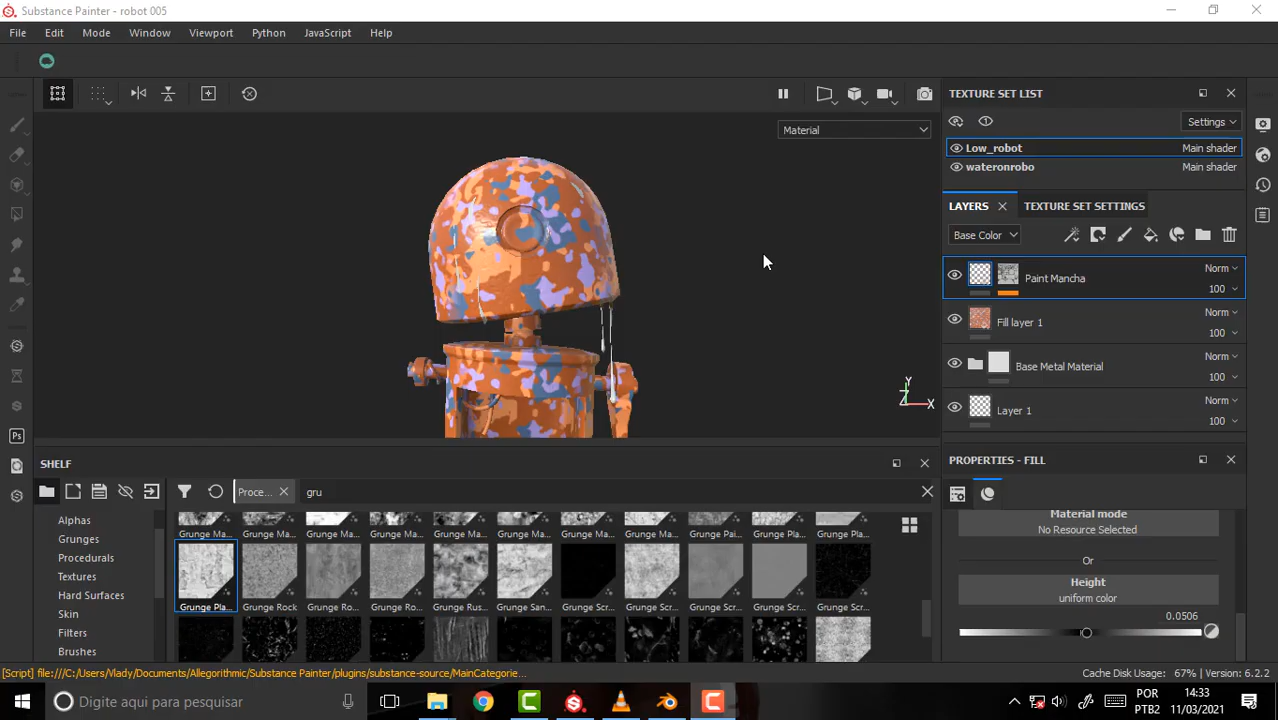 Substance Painter - robot 005
File Edit Mode Window Viewport Python JavaScript Help
Material
TEXTURE SET LIST
Settings
Low_robot Main shader
wateronrobo Main shader
LAYERS TEXTURE SET SETTINGS
Base Color
Paint Mancha Norm 100
Fill layer 1 Norm 100
Base Metal Material Norm 100
Layer 1 Norm 100
Y
Z X
SHELF
Proce... gru
Alphas
Grunges
Procedurals
Textures
Hard Surfaces
Skin
Filters
Brushes
Grunge Ma... Grunge Ma... Grunge Ma... Grunge Ma... Grunge Ma... Grunge Ma... Grunge Ma... Grunge Ma... Grunge Pai... Grunge Pla... Grunge Pla...
Grunge Pla... Grunge Rock Grunge Ro... Grunge Ro... Grunge Rus... Grunge San... Grunge Scr... Grunge Scr... Grunge Scr... Grunge Scr... Grunge Scr...
PROPERTIES - FILL
Material mode
No Resource Selected
Or
Height
uniform color
0.0506
[Script] file:///C:/Users/Vlady/Documents/Allegorithmic/Substance Painter/plugins/substance-source/MainCategorie...
Cache Disk Usage: 67% | Version: 6.2.2
Ps
Digite aqui para pesquisar
POR
PTB2
14:33
11/03/2021